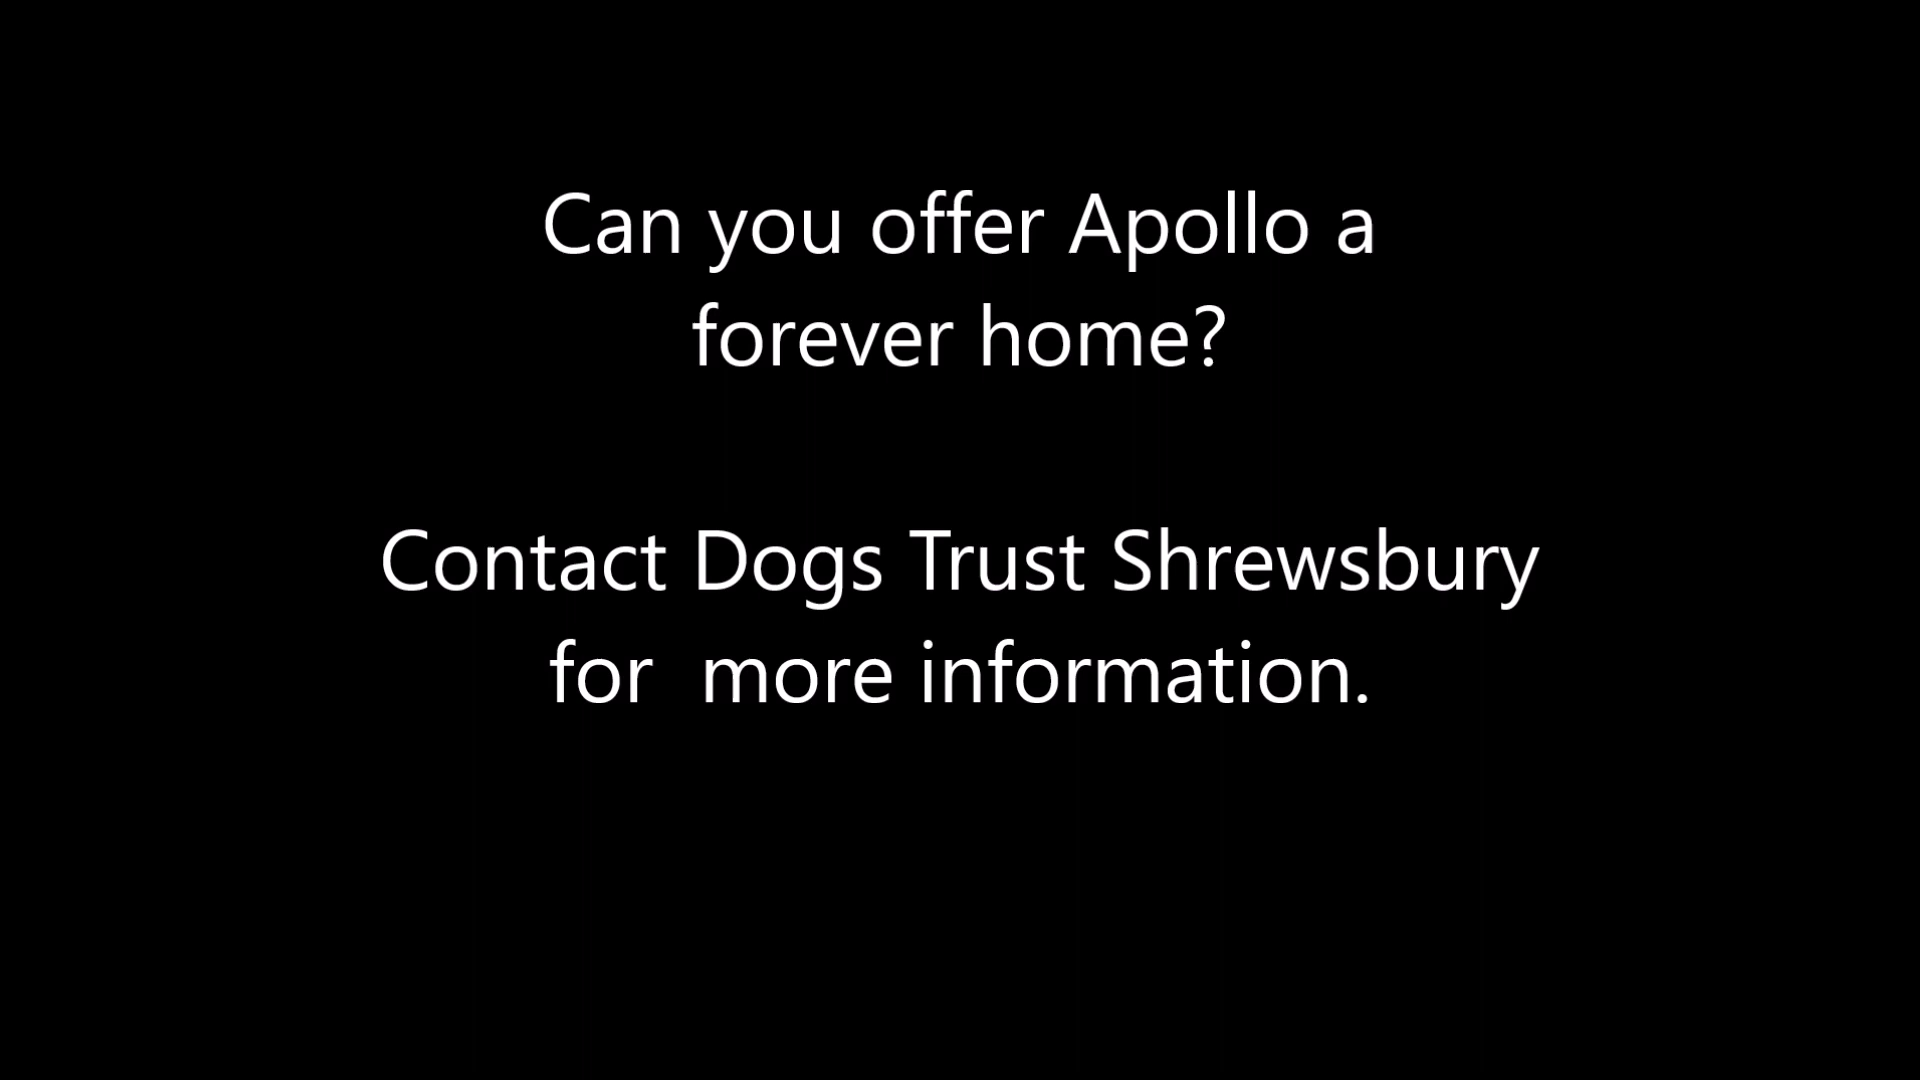 Can you offer Apollo a
forever home?
Contact Dogs Trust Shrewsbury
for  more information.